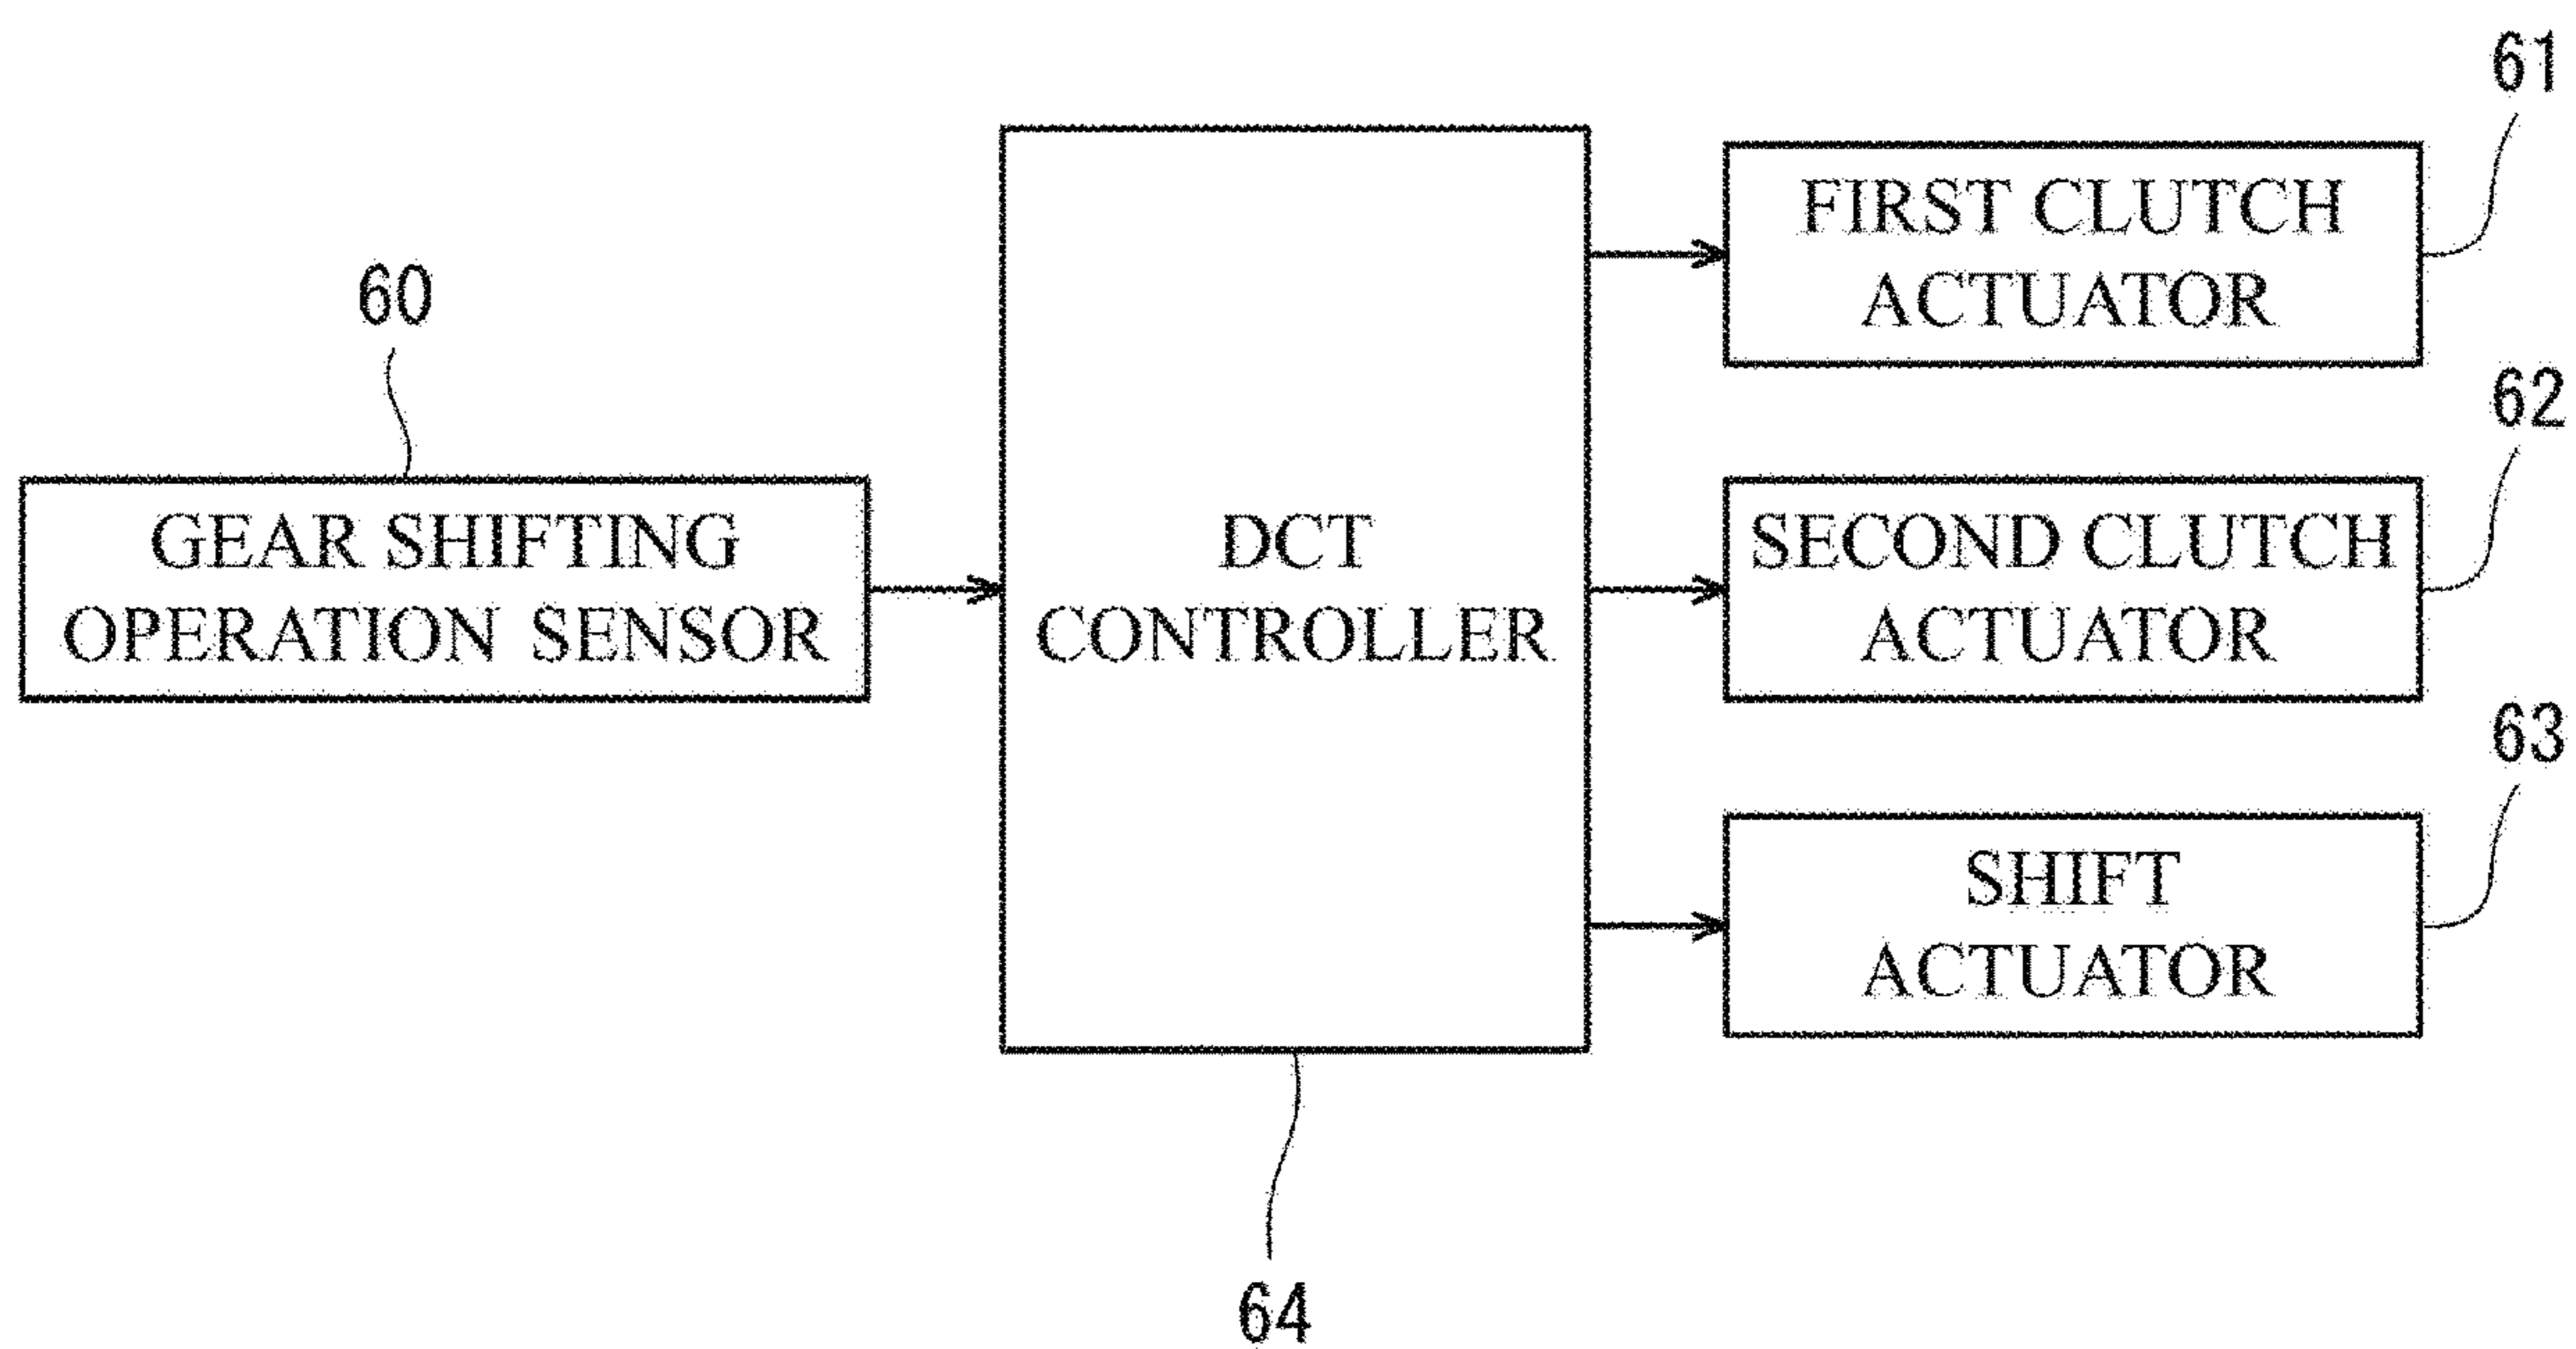 61
FIRST CLUTCH
ACTUATOR
60
62
GEAR SHIFTING
OPERATION SENSOR
DCT
CONTROLLER
SECOND CLUTCH
ACTUATOR
63
SHIFT
ACTUATOR
64